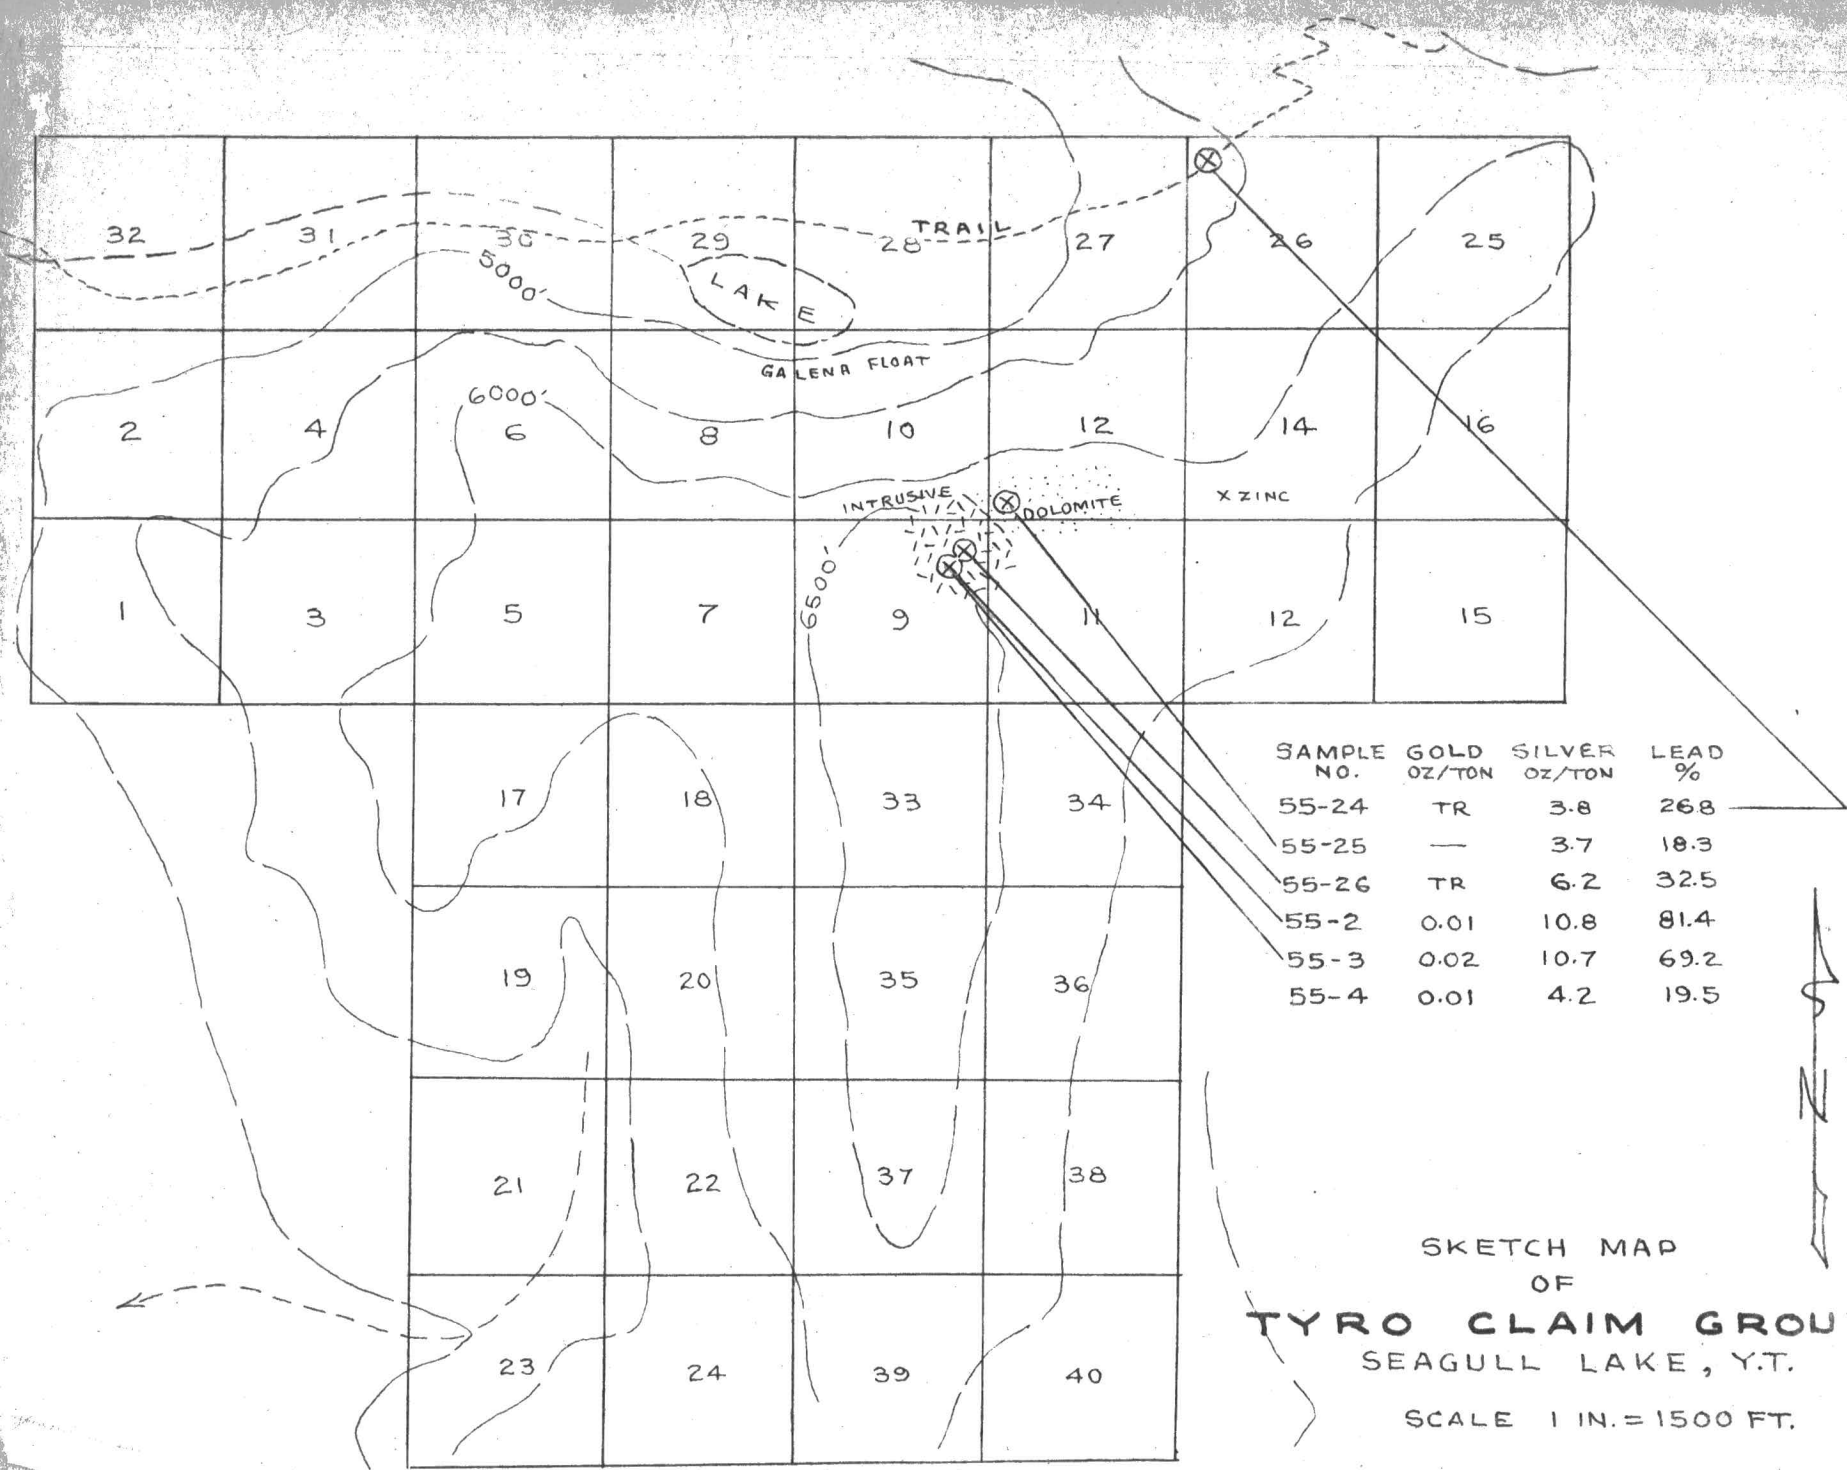 32 31 30 29 28 TRAIL 27 26 25
5000'
LAKE
GALENA FLOAT
6000'
2 4 6 8 10 12 14 16
INTRUSIVE
DOLOMITE
X ZINC
6500'
1 3 5 7 9 11 12 15
17 18 33 34
19 20 35 36
21 22 37 38
23 24 39 40
SAMPLE GOLD SILVER LEAD
NO. OZ/TON OZ/TON %
55-24 TR 3.8 26.8
55-25 — 3.7 18.3
55-26 TR 6.2 32.5
55-2 0.01 10.8 81.4
55-3 0.02 10.7 69.2
55-4 0.01 4.2 19.5
N
SKETCH MAP
OF
TYRO CLAIM GROU
SEAGULL LAKE, Y.T.
SCALE 1 IN. = 1500 FT.